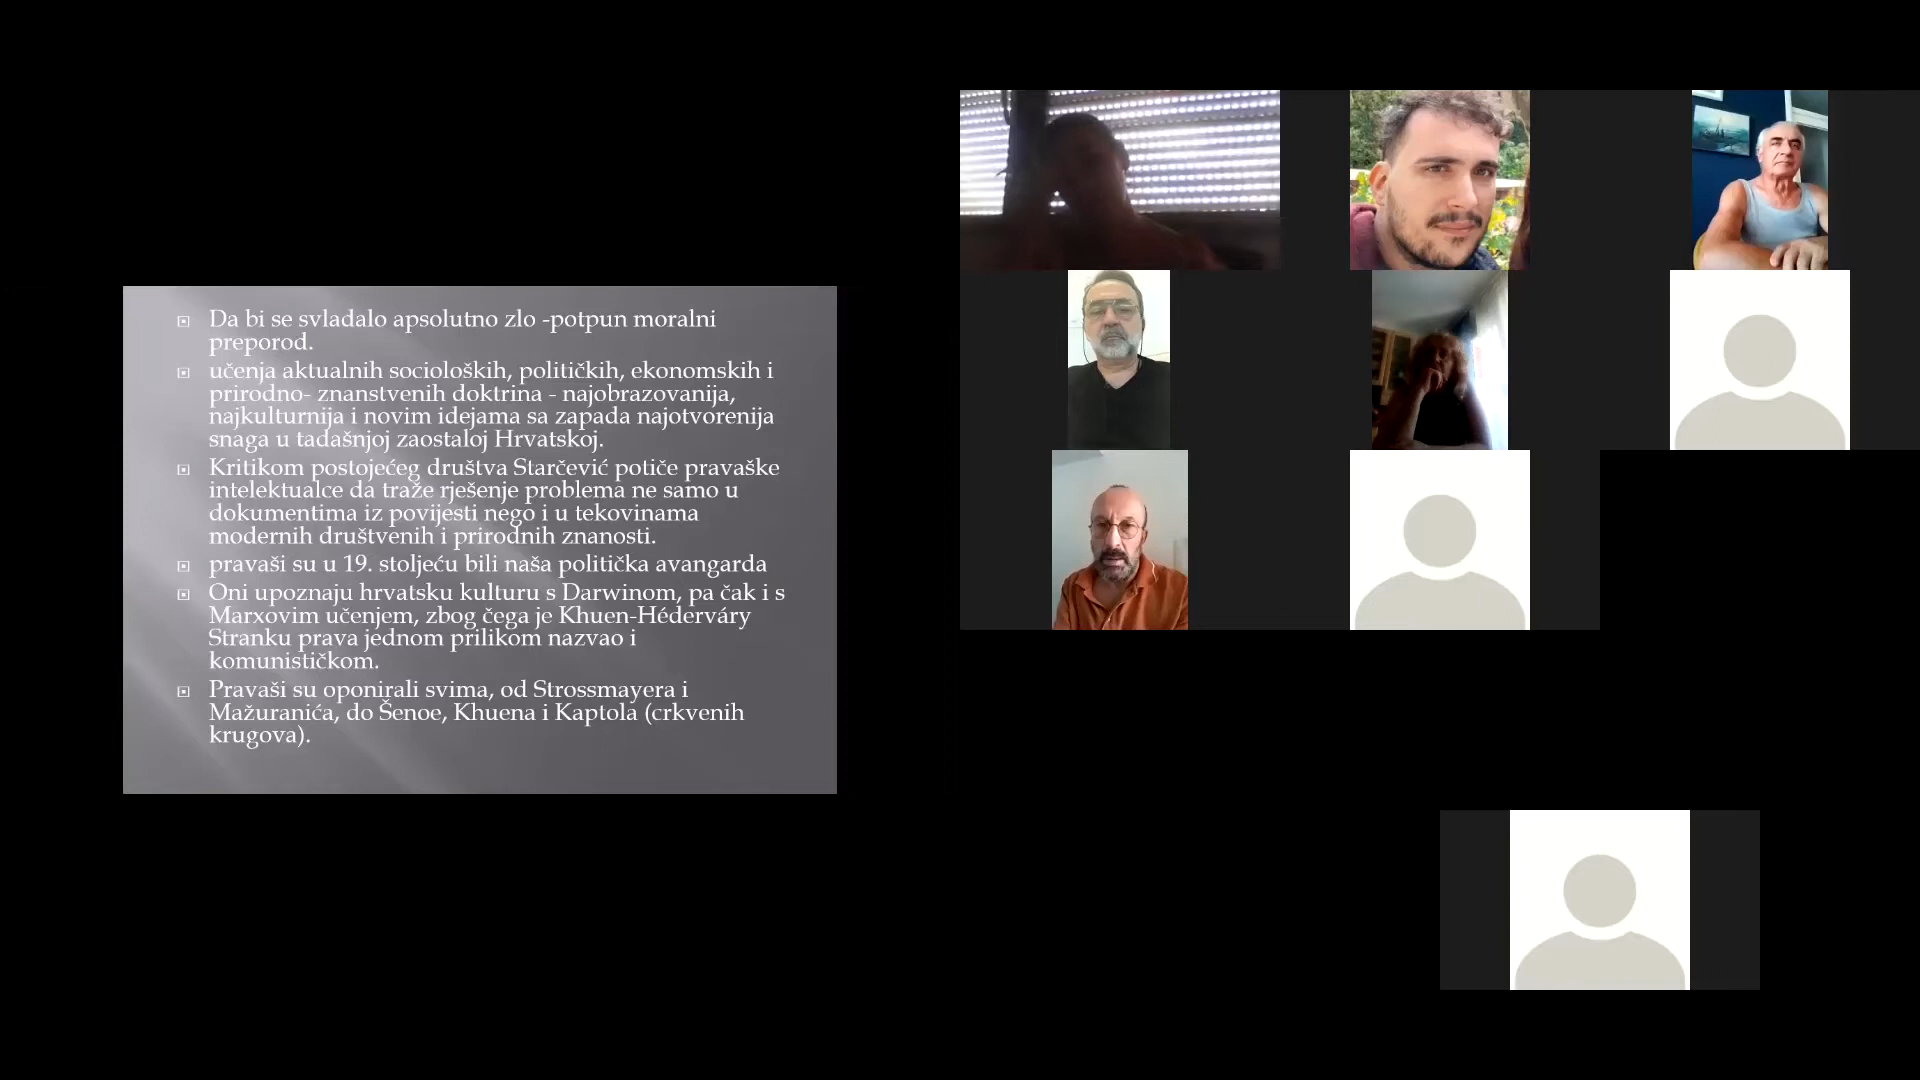 Da bi se svladalo apsolutno zlo -potpun moralni
preporod.
učenja aktualnih socioloških, političkih, ekonomskih i
prirodno- znanstvenih doktrina - najobrazovanija,
najkulturnija i novim idejama sa zapada najotvorenija
snaga u tadašnjoj zaostaloj Hrvatskoj.
Kritikom postojećeg društva Starčević potiče pravaške
intelektualce da traže rješenje problema ne samo u
dokumentima iz povijesti nego i u tekovinama
modernih društvenih i prirodnih znanosti.
pravaši su u 19. stoljeću bili naša politička avangarda
Oni upoznaju hrvatsku kulturu s Darwinom, pa čak i s
Marxovim učenjem, zbog čega je Khuen-Héderváry
Stranku prava jednom prilikom nazvao i
komunističkom.
Pravaši su oponirali svima, od Strossmayera i
Mažuranića, do Šenoe, Khuena i Kaptola (crkvenih
krugova).